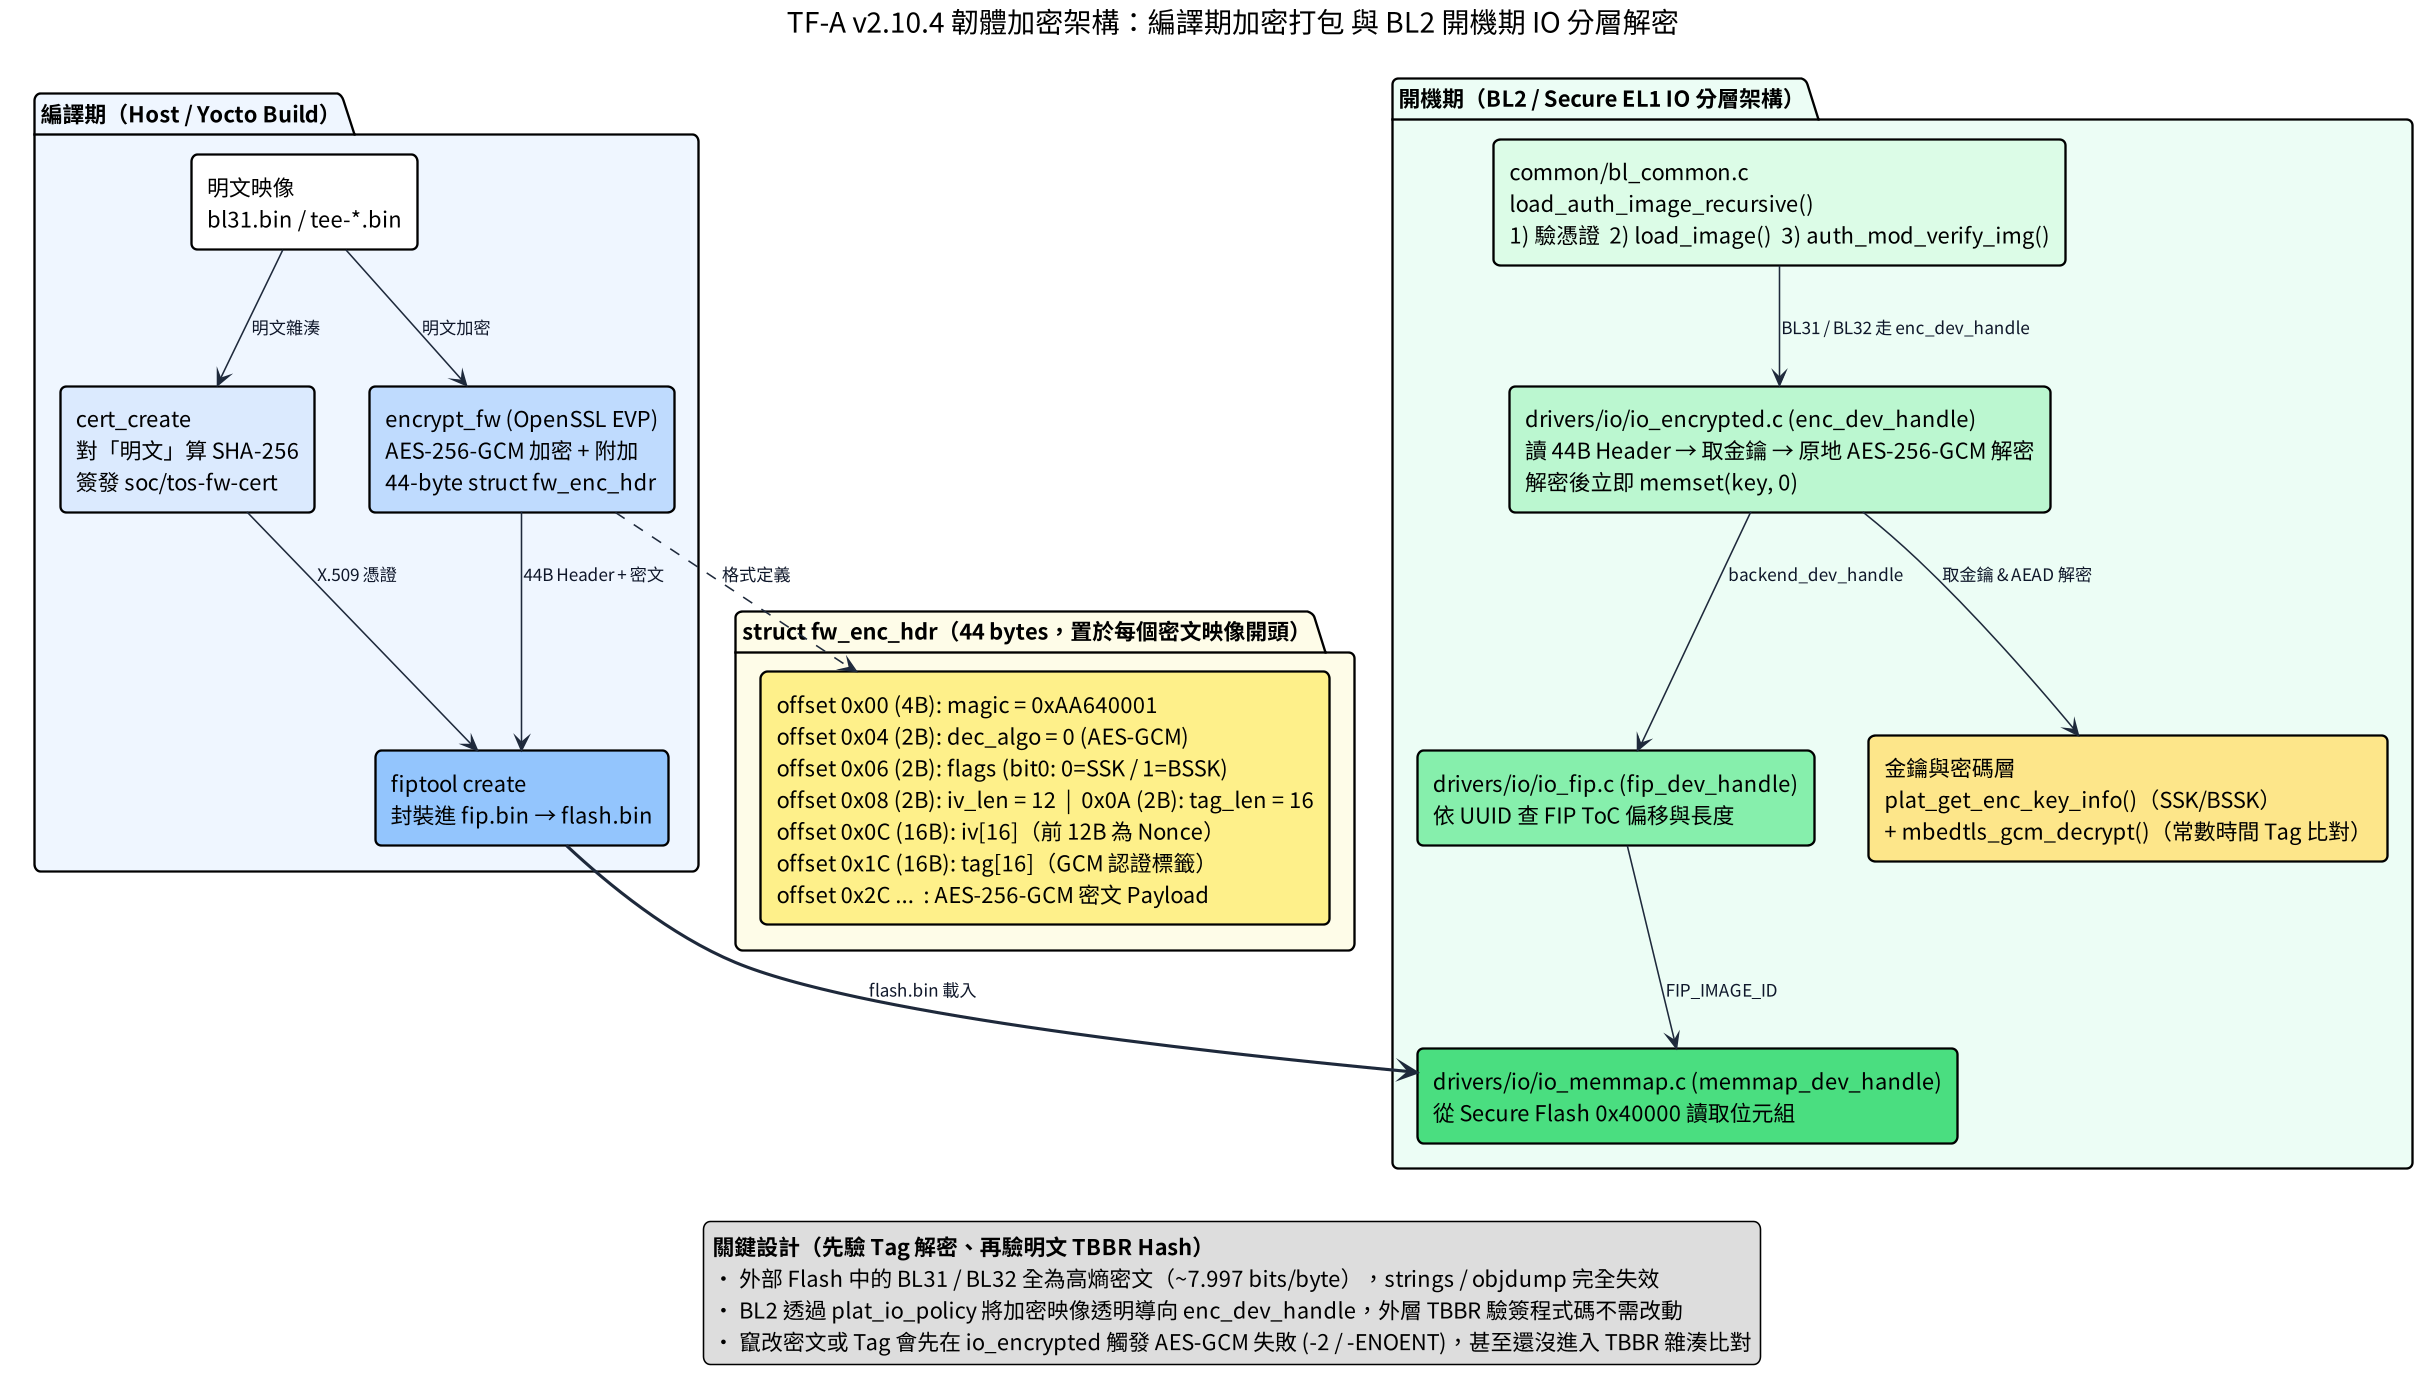 TF-A v2.10.4 韌體加密架構：編譯期加密打包 與 BL2 開機期 IO 分層解密
編譯期（Host / Yocto Build）
明文映像
bl31.bin / tee-*.bin
明文雜湊
明文加密
cert_create
對「明文」算 SHA-256
簽發 soc/tos-fw-cert
encrypt_fw (OpenSSL EVP)
AES-256-GCM 加密 + 附加
44-byte struct fw_enc_hdr
X.509 憑證
44B Header + 密文
格式定義
fiptool create
封裝進 fip.bin → flash.bin
struct fw_enc_hdr（44 bytes，置於每個密文映像開頭）
offset 0x00 (4B): magic = 0xAA640001
offset 0x04 (2B): dec_algo = 0 (AES-GCM)
offset 0x06 (2B): flags (bit0: 0=SSK / 1=BSSK)
offset 0x08 (2B): iv_len = 12 | 0x0A (2B): tag_len = 16
offset 0x0C (16B): iv[16]（前 12B 為 Nonce）
offset 0x1C (16B): tag[16]（GCM 認證標籤）
offset 0x2C ... : AES-256-GCM 密文 Payload
flash.bin 載入
開機期（BL2 / Secure EL1 IO 分層架構）
common/bl_common.c
load_auth_image_recursive()
1) 驗憑證 2) load_image() 3) auth_mod_verify_img()
BL31 / BL32 走 enc_dev_handle
drivers/io/io_encrypted.c (enc_dev_handle)
讀 44B Header → 取金鑰 → 原地 AES-256-GCM 解密
解密後立即 memset(key, 0)
backend_dev_handle
取金鑰 & AEAD 解密
drivers/io/io_fip.c (fip_dev_handle)
依 UUID 查 FIP ToC 偏移與長度
金鑰與密碼層
plat_get_enc_key_info()（SSK/BSSK）
+ mbedtls_gcm_decrypt()（常數時間 Tag 比對）
FIP_IMAGE_ID
drivers/io/io_memmap.c (memmap_dev_handle)
從 Secure Flash 0x40000 讀取位元組
關鍵設計（先驗 Tag 解密、再驗明文 TBBR Hash）
• 外部 Flash 中的 BL31 / BL32 全為高熵密文（~7.997 bits/byte），strings / objdump 完全失效
• BL2 透過 plat_io_policy 將加密映像透明導向 enc_dev_handle，外層 TBBR 驗簽程式碼不需改動
• 竄改密文或 Tag 會先在 io_encrypted 觸發 AES-GCM 失敗 (-2 / -ENOENT)，甚至還沒進入 TBBR 雜湊比對